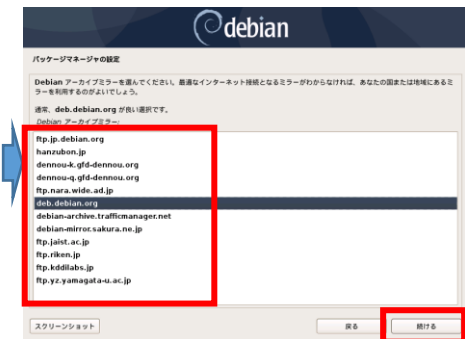 debian
パッケージマネージャの設定
Debian アーカイブミラーを選んでください。最適なインターネット接続となるミラーがわからなければ、あなたの国または地域にあるミ
ラーを利用するのがよいでしょう。
通常、deb.debian.org が良い選択です。
Debian アーカイブミラー:
ftp.jp.debian.org
hanzubon.jp
dennou-k.gfd-dennou.org
dennou-q.gfd-dennou.org
ftp.nara.wide.ad.jp
deb.debian.org
debian-archive.trafficmanager.net
debian-mirror.sakura.ne.jp
ftp.jaist.ac.jp
ftp.riken.jp
ftp.kddilabs.jp
ftp.yz.yamagata-u.ac.jp
スクリーンショット 戻る 続ける